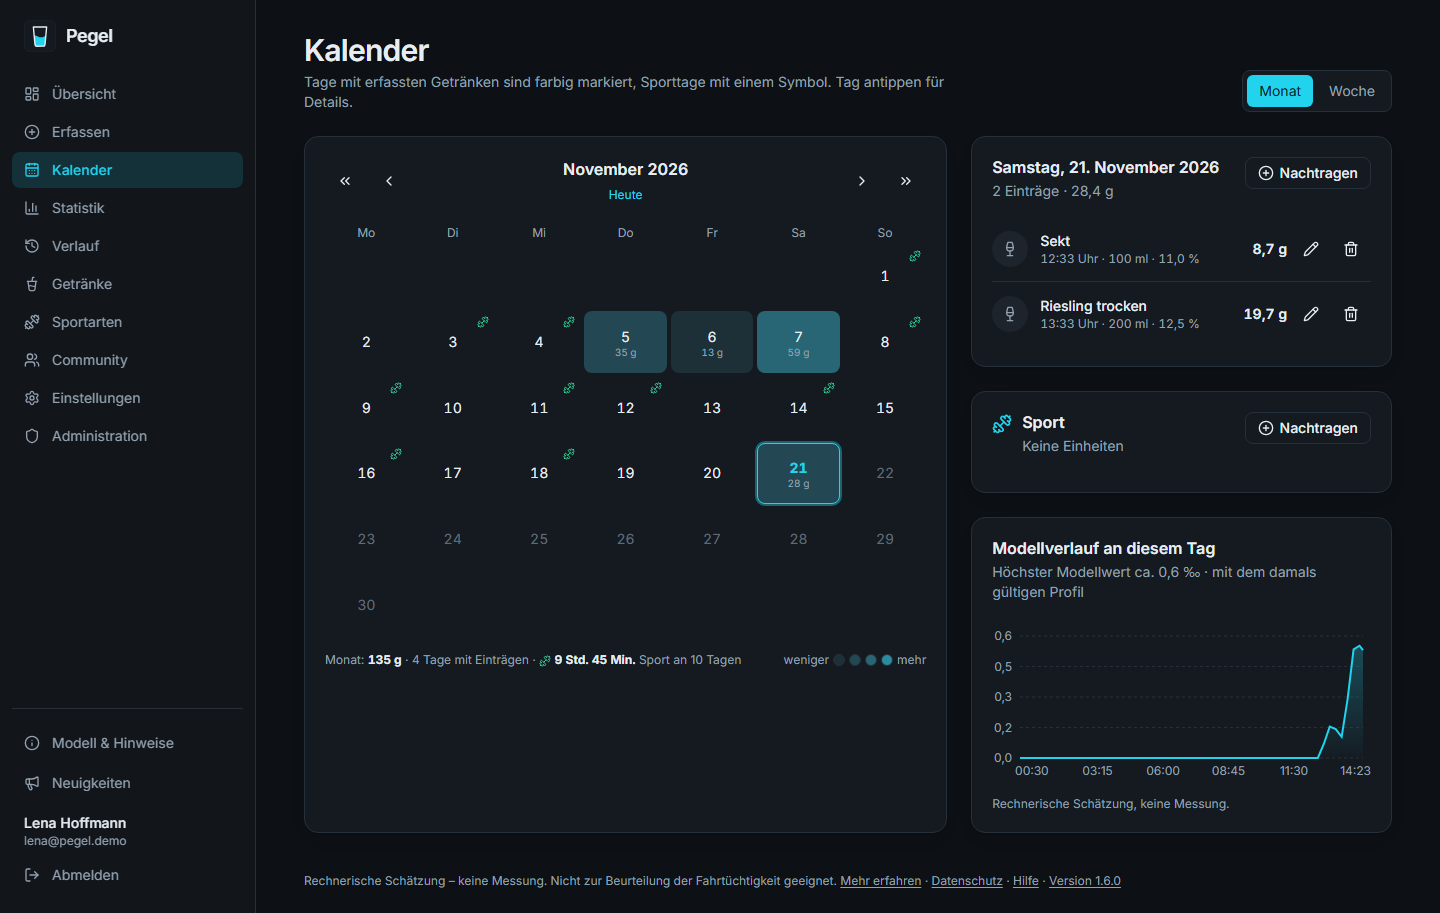 Pegel
Übersicht
Erfassen
Kalender
Statistik
Verlauf
Getränke
Sportarten
Community
Einstellungen
Administration
Modell & Hinweise
Neuigkeiten
Lena Hoffmann
lena@pegel.demo
Abmelden
Kalender
Tage mit erfassten Getränken sind farbig markiert, Sporttage mit einem Symbol. Tag antippen für
Details.
Monat Woche
November 2026
Heute
Mo Di Mi Do Fr Sa So
1
2 3 4 5 6 7 8
35 g 13 g 59 g
9 10 11 12 13 14 15
16 17 18 19 20 21 22
28 g
23 24 25 26 27 28 29
30
Monat: 135 g · 4 Tage mit Einträgen · 9 Std. 45 Min. Sport an 10 Tagen weniger mehr
Samstag, 21. November 2026 Nachtragen
2 Einträge · 28,4 g
Sekt
12:33 Uhr · 100 ml · 11,0 % 8,7 g
Riesling trocken
13:33 Uhr · 200 ml · 12,5 % 19,7 g
Sport Nachtragen
Keine Einheiten
Modellverlauf an diesem Tag
Höchster Modellwert ca. 0,6 ‰ · mit dem damals
gültigen Profil
0,6
0,5
0,3
0,2
0,0
00:30 03:15 06:00 08:45 11:30 14:23
Rechnerische Schätzung, keine Messung.
Rechnerische Schätzung – keine Messung. Nicht zur Beurteilung der Fahrtüchtigkeit geeignet. Mehr erfahren · Datenschutz · Hilfe · Version 1.6.0